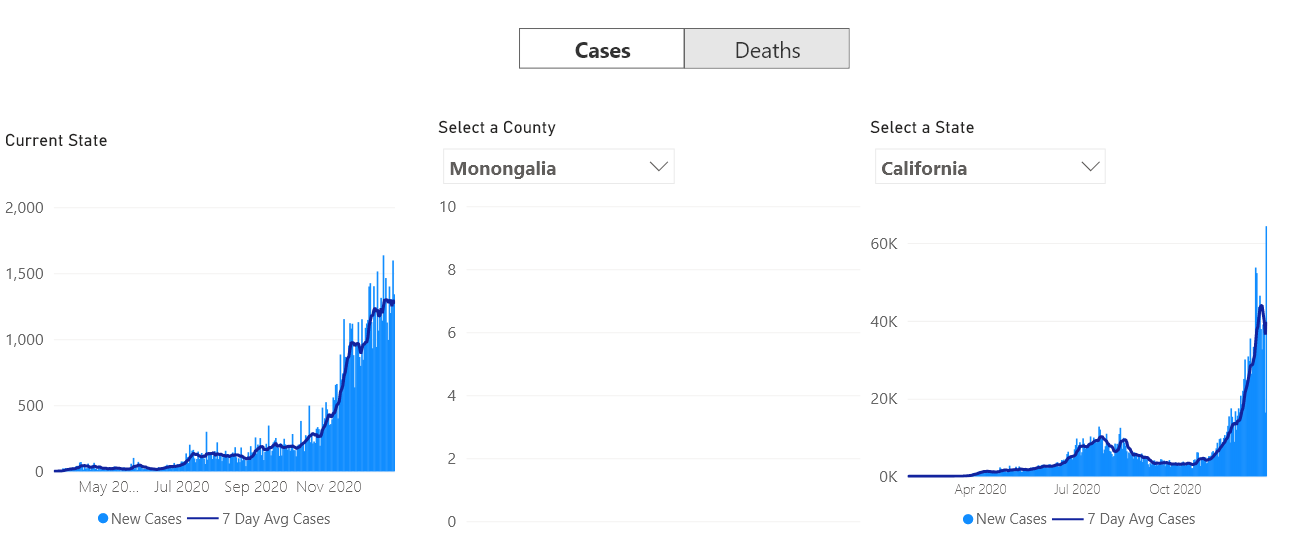 Cases Deaths
Current State
Select a County
Select a State
Monongalia
California
2,000
1,500
1,000
500
0
May 20... Jul 2020 Sep 2020 Nov 2020
New Cases 7 Day Avg Cases
10
8
6
4
2
0
60K
40K
20K
0K
Apr 2020 Jul 2020 Oct 2020
New Cases 7 Day Avg Cases